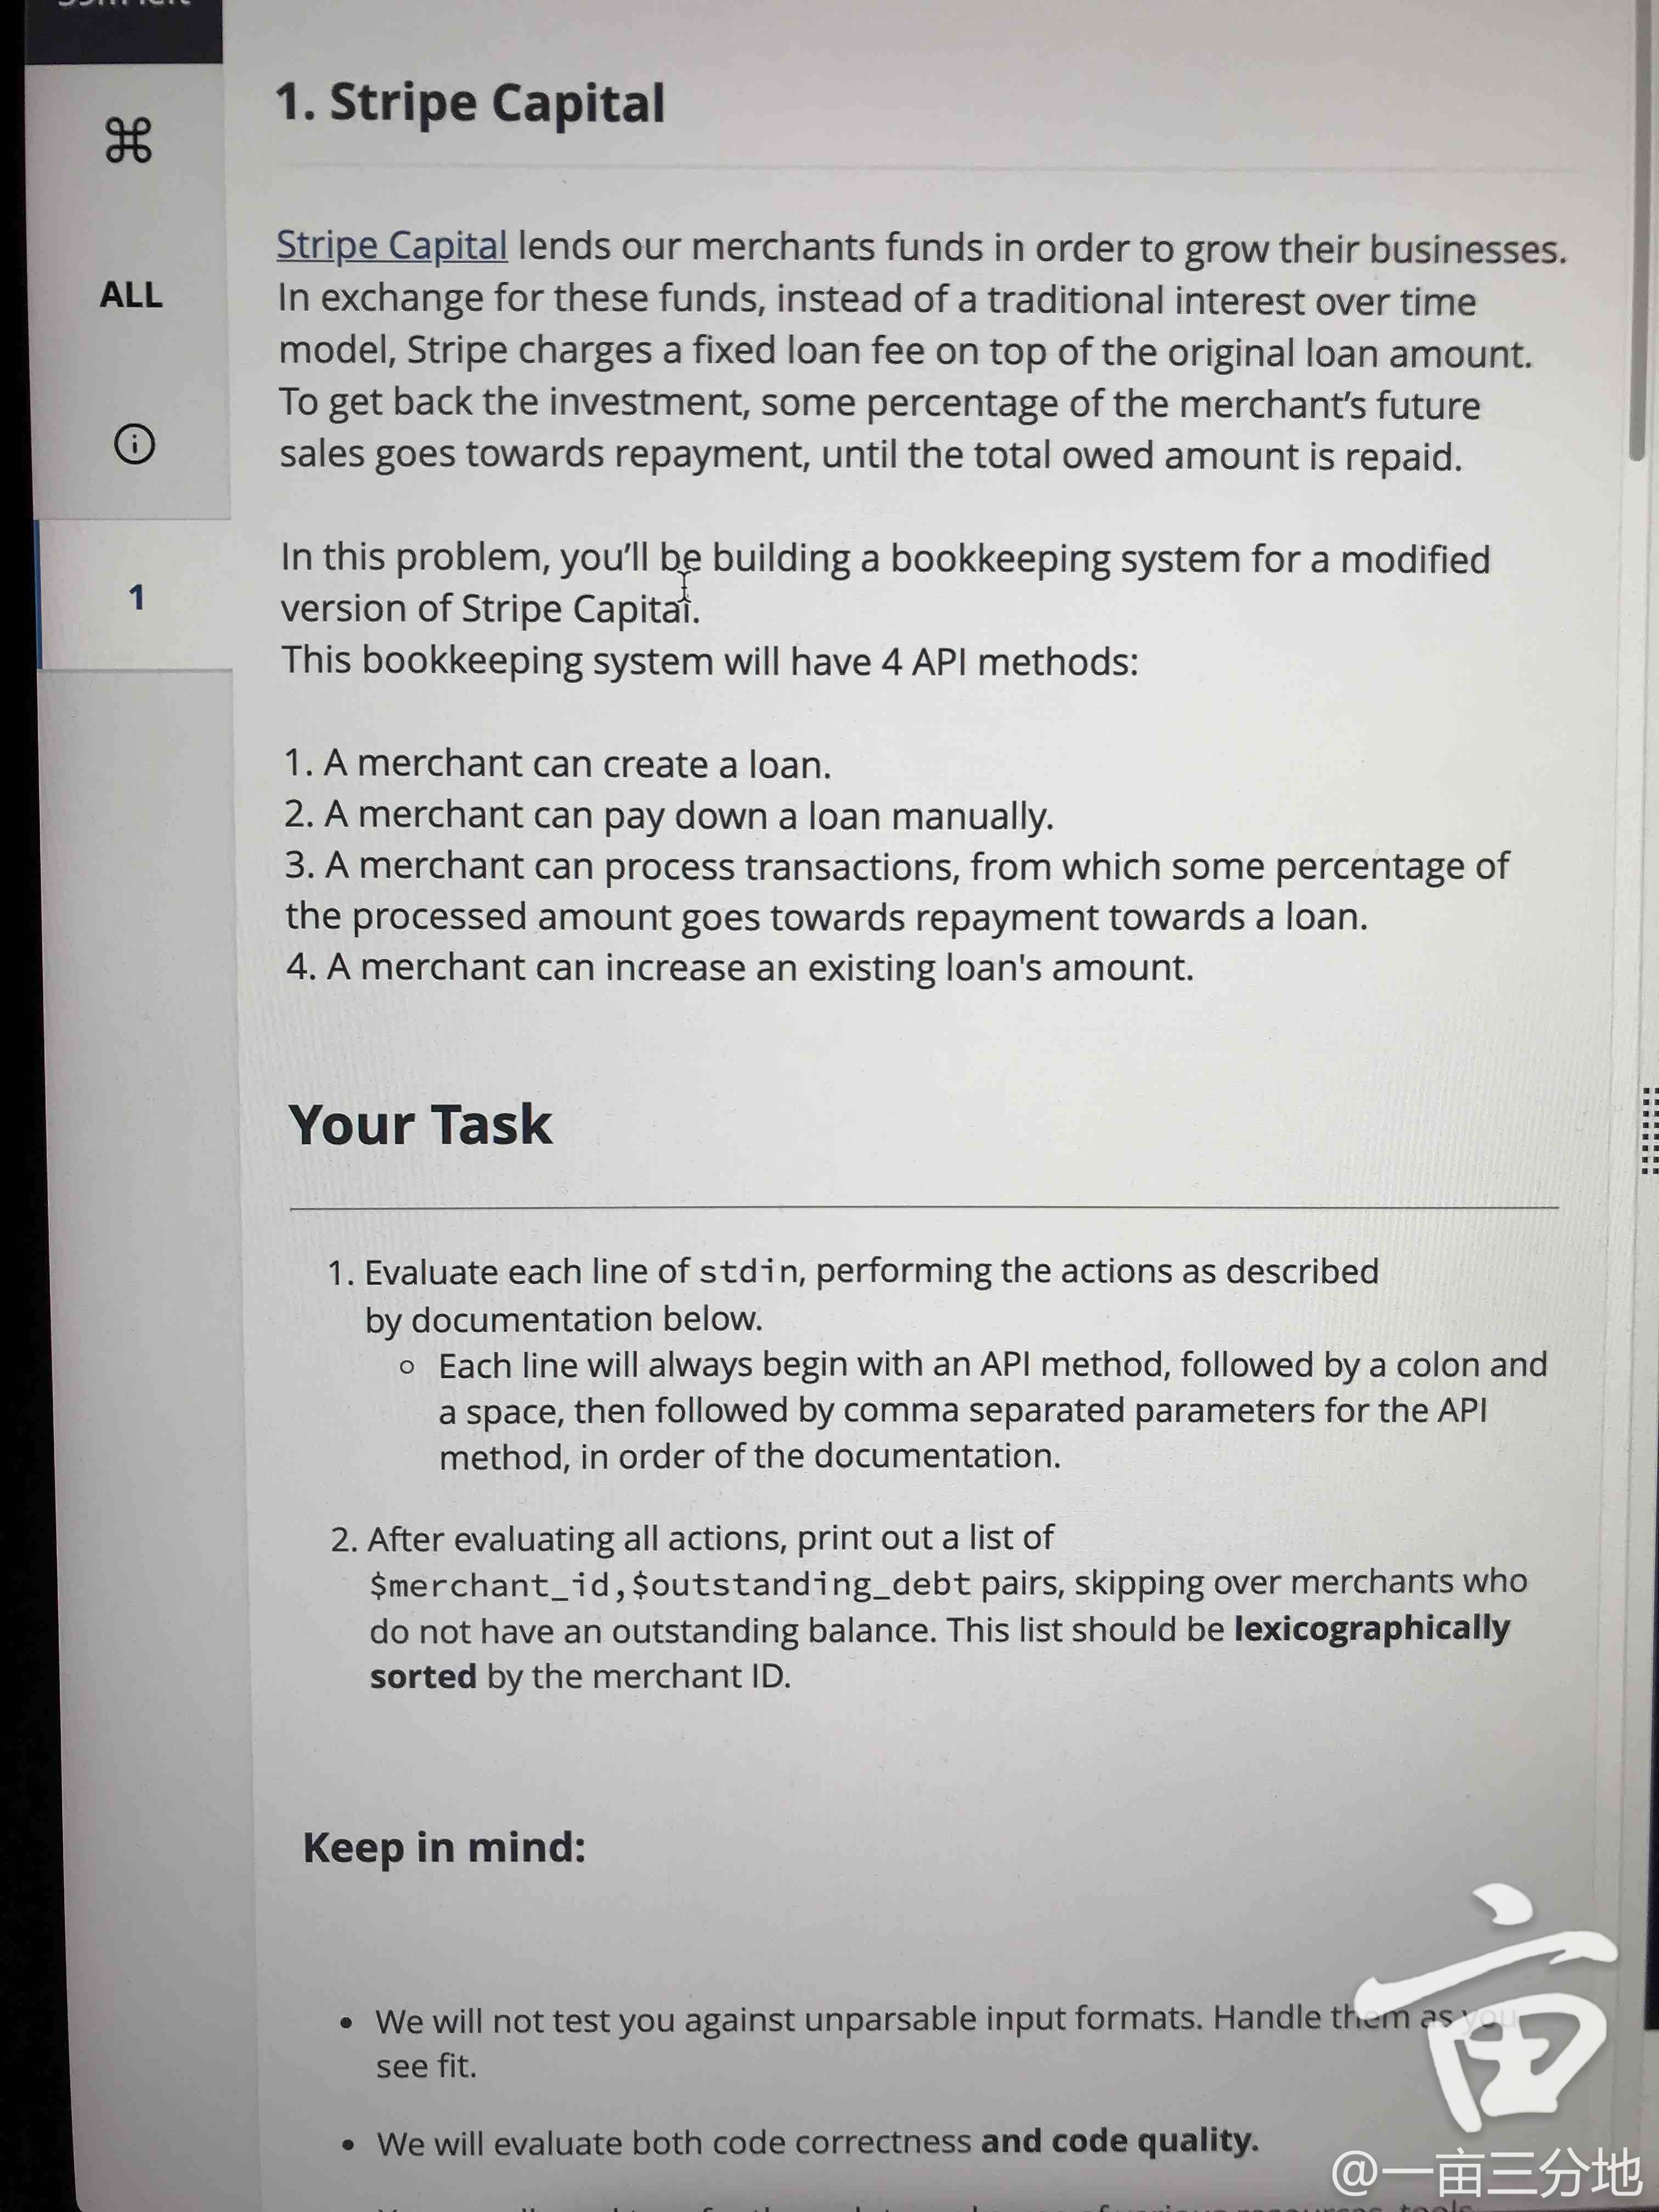 1. Stripe Capital
⌘
ALL
1
Stripe Capital lends our merchants funds in order to grow their businesses.
In exchange for these funds, instead of a traditional interest over time
model, Stripe charges a fixed loan fee on top of the original loan amount.
To get back the investment, some percentage of the merchant's future
sales goes towards repayment, until the total owed amount is repaid.
In this problem, you'll be building a bookkeeping system for a modified
version of Stripe Capital.
This bookkeeping system will have 4 API methods:
1. A merchant can create a loan.
2. A merchant can pay down a loan manually.
3. A merchant can process transactions, from which some percentage of
the processed amount goes towards repayment towards a loan.
4. A merchant can increase an existing loan's amount.
Your Task
1. Evaluate each line of stdin, performing the actions as described
by documentation below.
Each line will always begin with an API method, followed by a colon and
a space, then followed by comma separated parameters for the API
method, in order of the documentation.
2. After evaluating all actions, print out a list of
$merchant_id,$outstanding_debt pairs, skipping over merchants who
do not have an outstanding balance. This list should be lexicographically
sorted by the merchant ID.
Keep in mind:
• We will not test you against unparsable input formats. Handle them as you
see fit.
• We will evaluate both code correctness and code quality.
亩
@一亩三分地